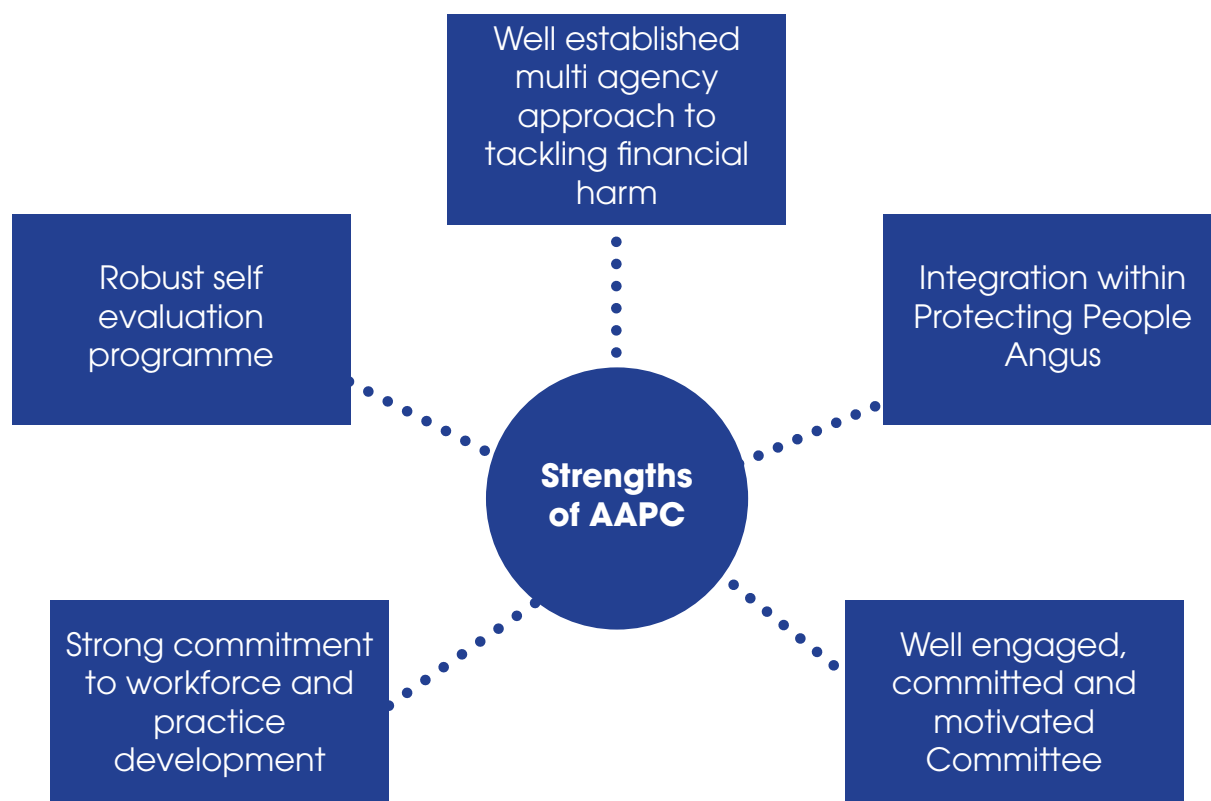 Well established
multi agency
approach to
tackling financial
harm
Robust self
evaluation
programme
Integration within
Protecting People
Angus
Strengths
of AAPC
Strong commitment
to workforce and
practice
development
Well engaged,
committed and
motivated
Committee